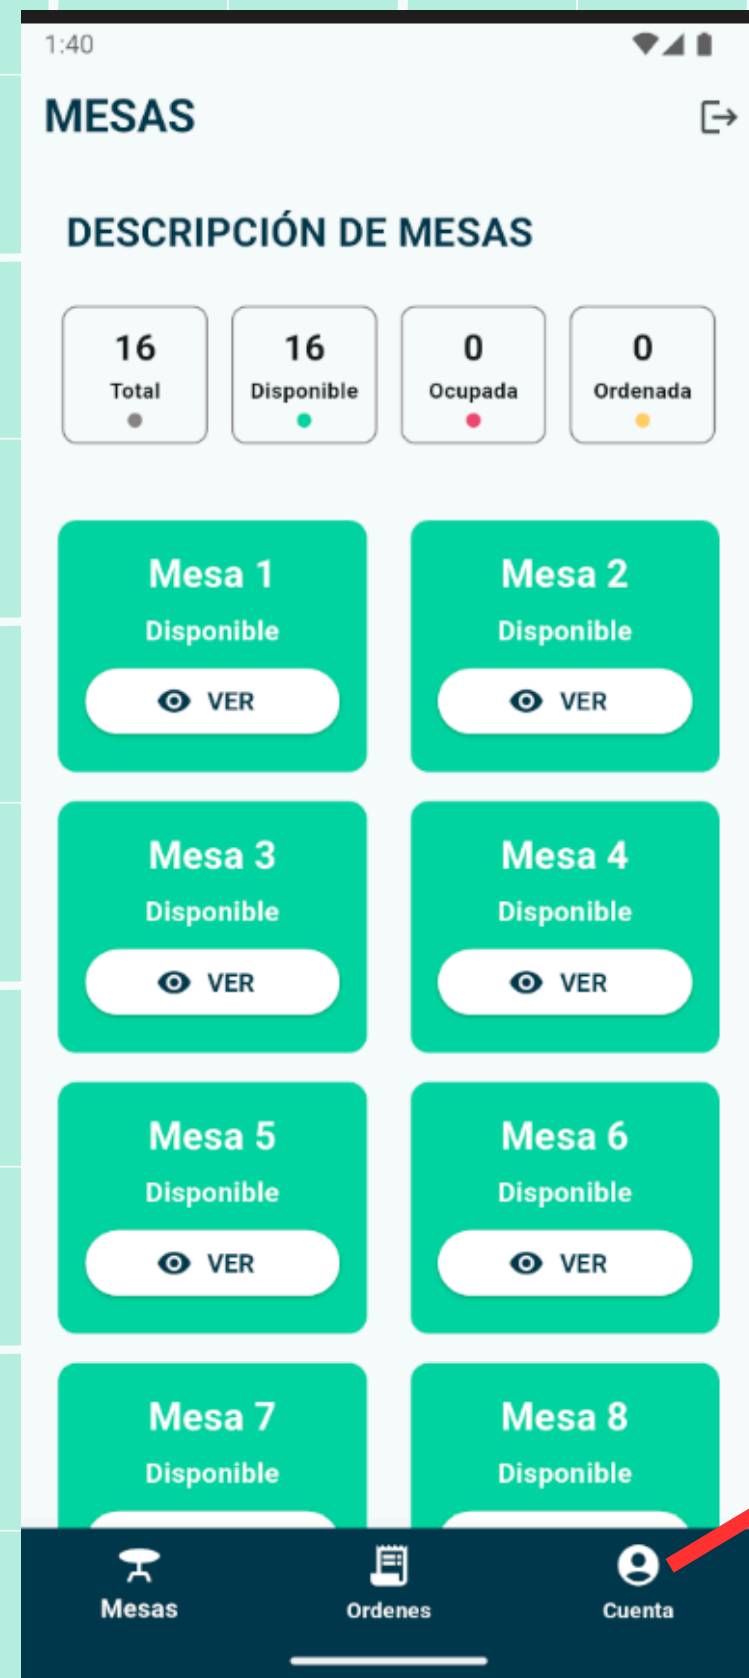 1:40
MESAS
DESCRIPCIÓN DE MESAS
16 16 0 0
Total Disponible Ocupada Ordenada
Mesa 1 Mesa 2
Disponible Disponible
VER VER
Mesa 3 Mesa 4
Disponible Disponible
VER VER
Mesa 5 Mesa 6
Disponible Disponible
VER VER
Mesa 7 Mesa 8
Disponible Disponible
Mesas Ordenes Cuenta